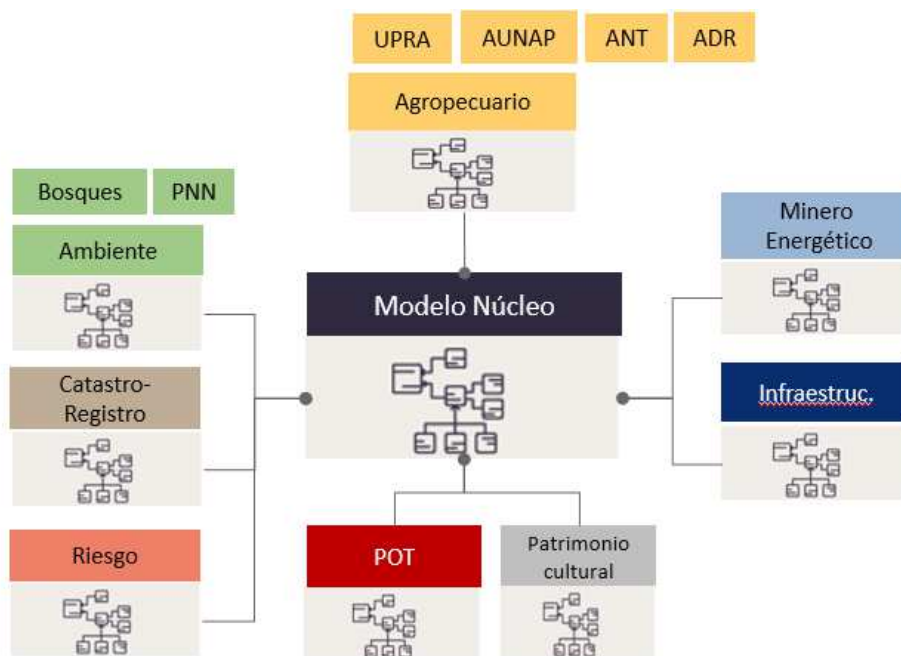 UPRA
AUNAP
ANT
ADR
Agropecuario
Bosques
PNN
Ambiente
Minero
Energético
Modelo Núcleo
Catastro-
Registro
Infraestruc.
Riesgo
POT
Patrimonio
cultural